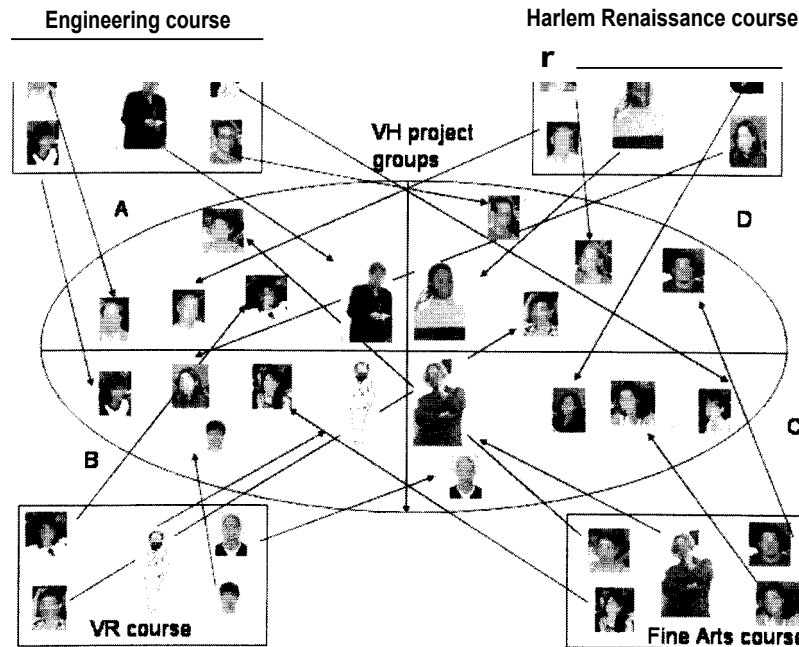 Engineering course
Harlem Renaissance course
r
VH project
groups
A
D
B
C
VR course
Fine Arts course